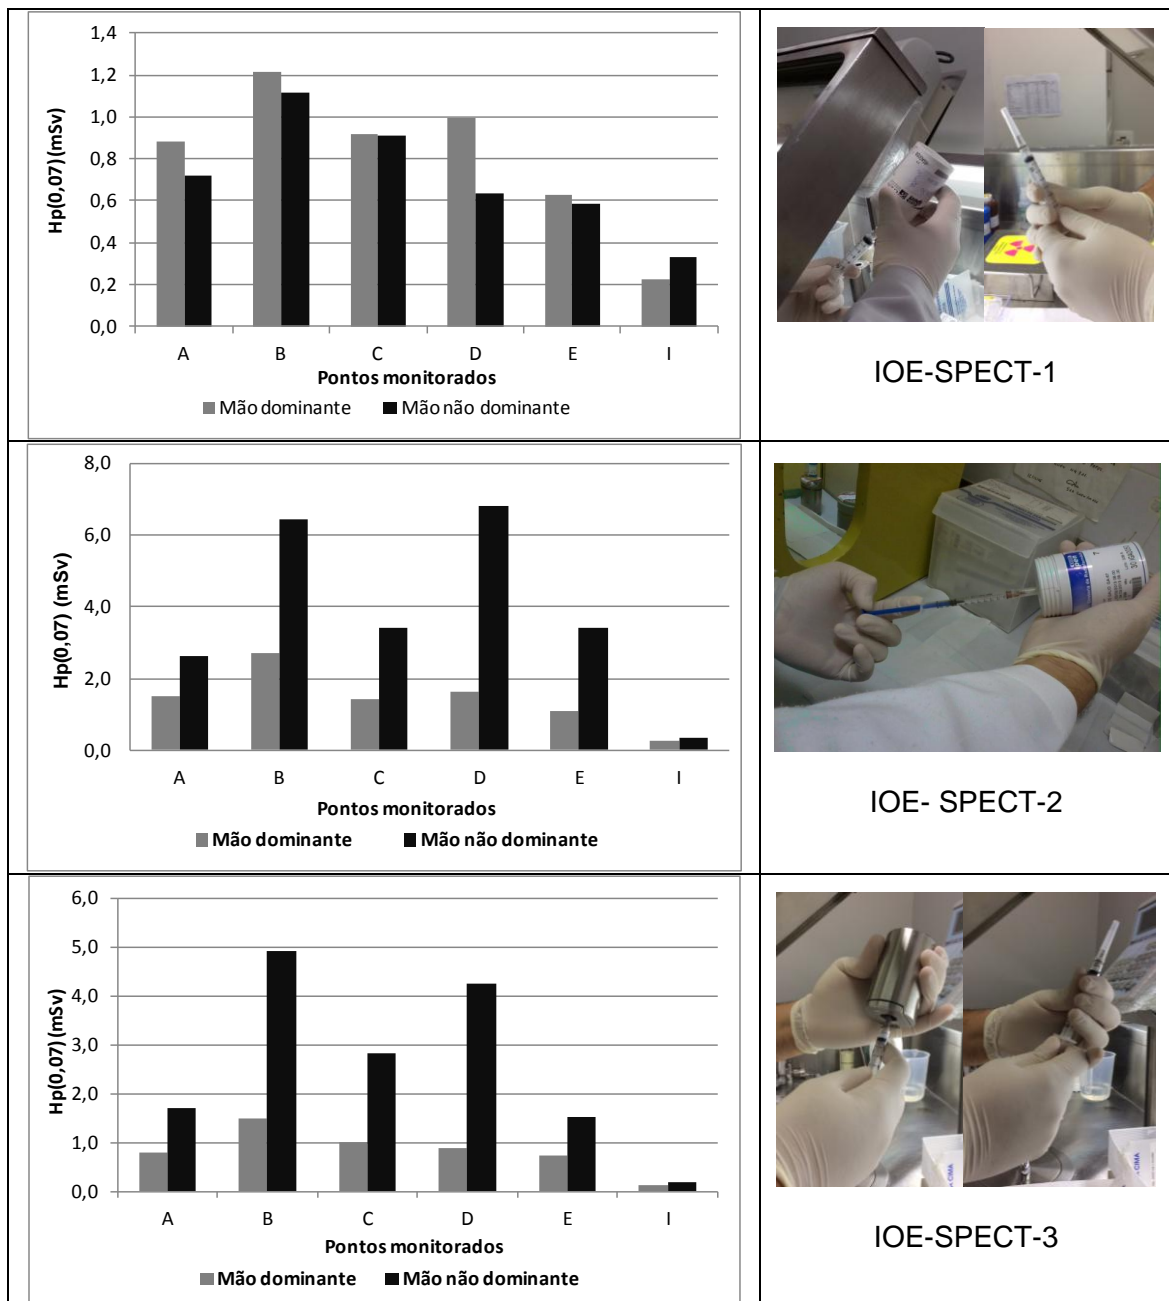 1,4
1,2
1,0
0,8
0,6
0,4
0,2
0,0
Hp(0,07) (mSv)
A B C D E I
Pontos monitorados
Mão dominante Mão não dominante
IOE-SPECT-1
8,0
6,0
4,0
2,0
0,0
Hp(0,07) (mSv)
A B C D E I
Pontos monitorados
Mão dominante Mão não dominante
IOE- SPECT-2
6,0
5,0
4,0
3,0
2,0
1,0
0,0
Hp(0,07) (mSv)
A B C D E I
Pontos monitorados
Mão dominante Mão não dominante
CIMA
IOE-SPECT-3